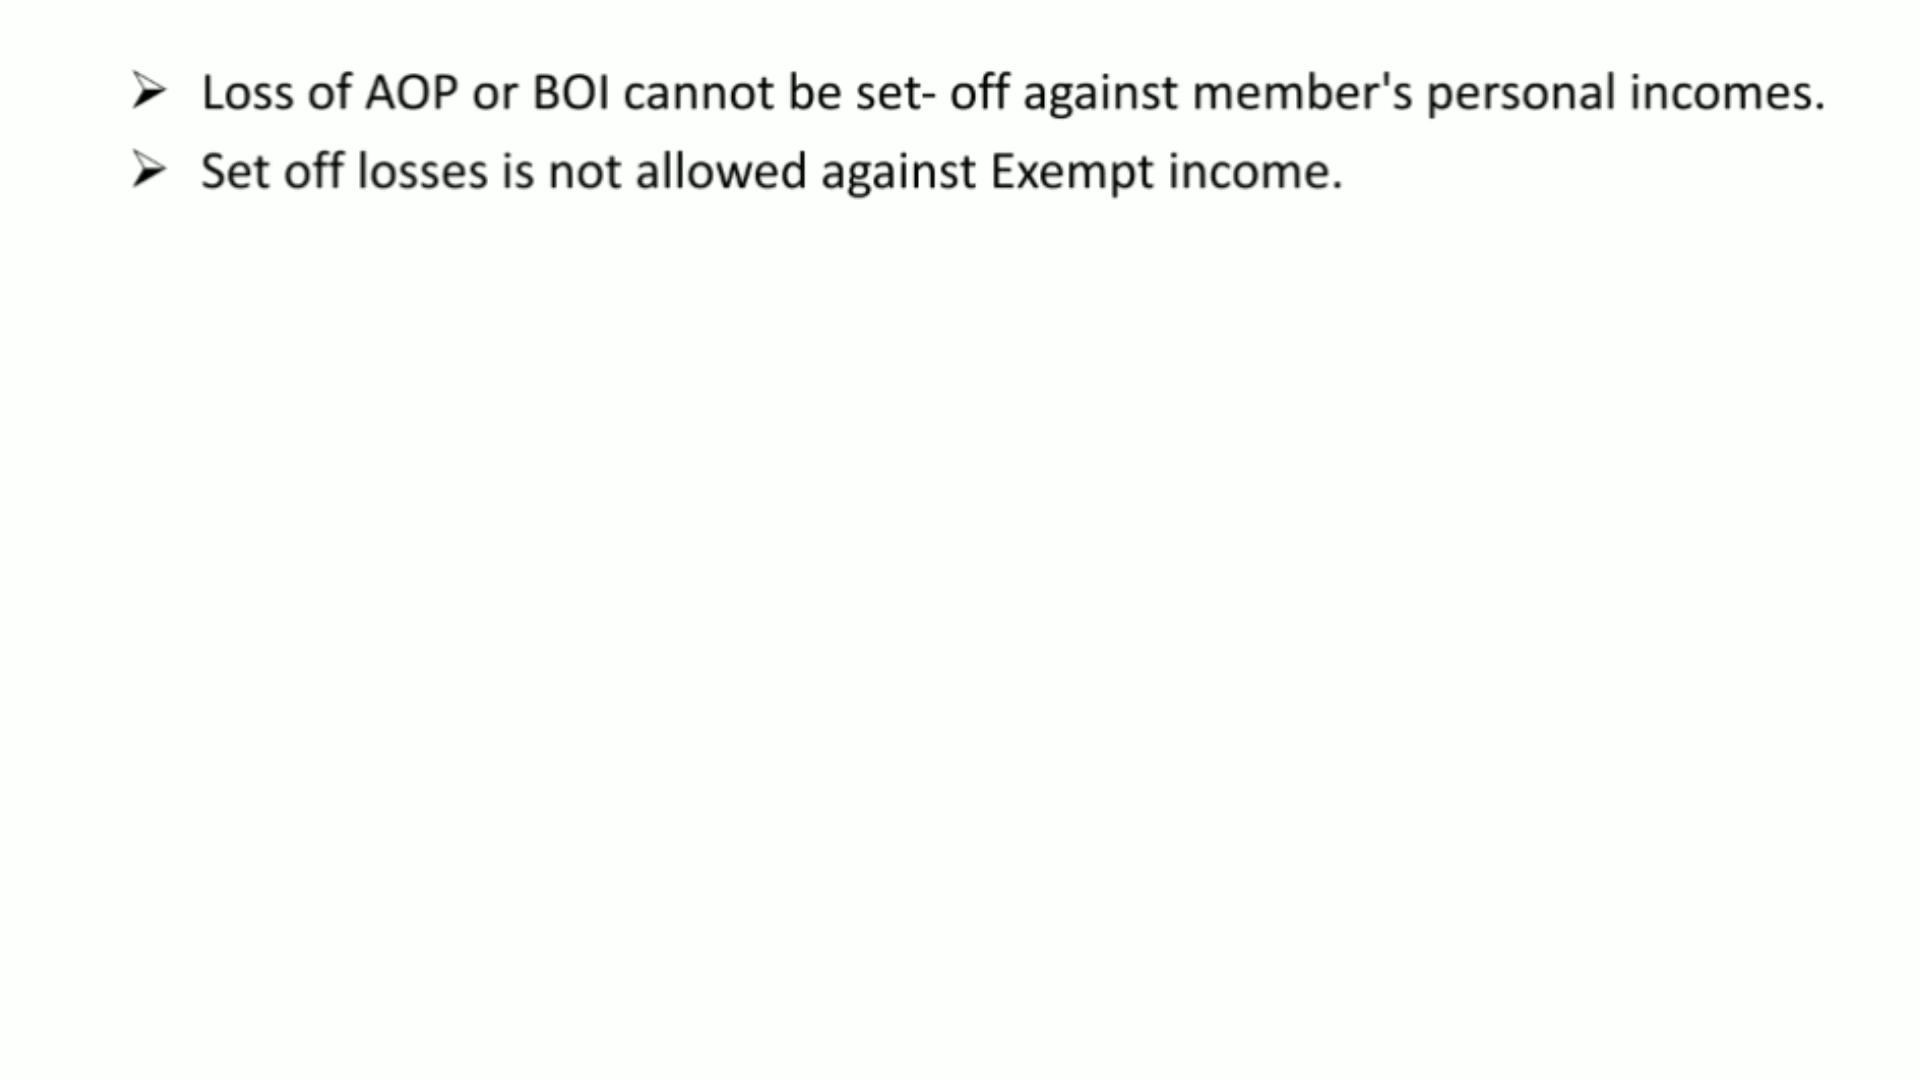 ➢ Loss of AOP or BOI cannot be set- off against member's personal incomes.
➢ Set off losses is not allowed against Exempt income.